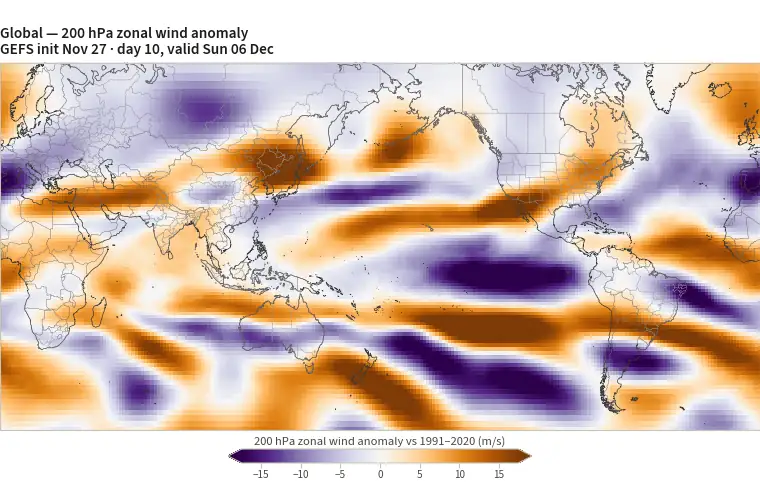 Global — 200 hPa zonal wind anomaly
GEFS init Nov 27 · day 10, valid Sun 06 Dec
200 hPa zonal wind anomaly vs 1991–2020 (m/s)
−15 −10 −5 0 5 10 15